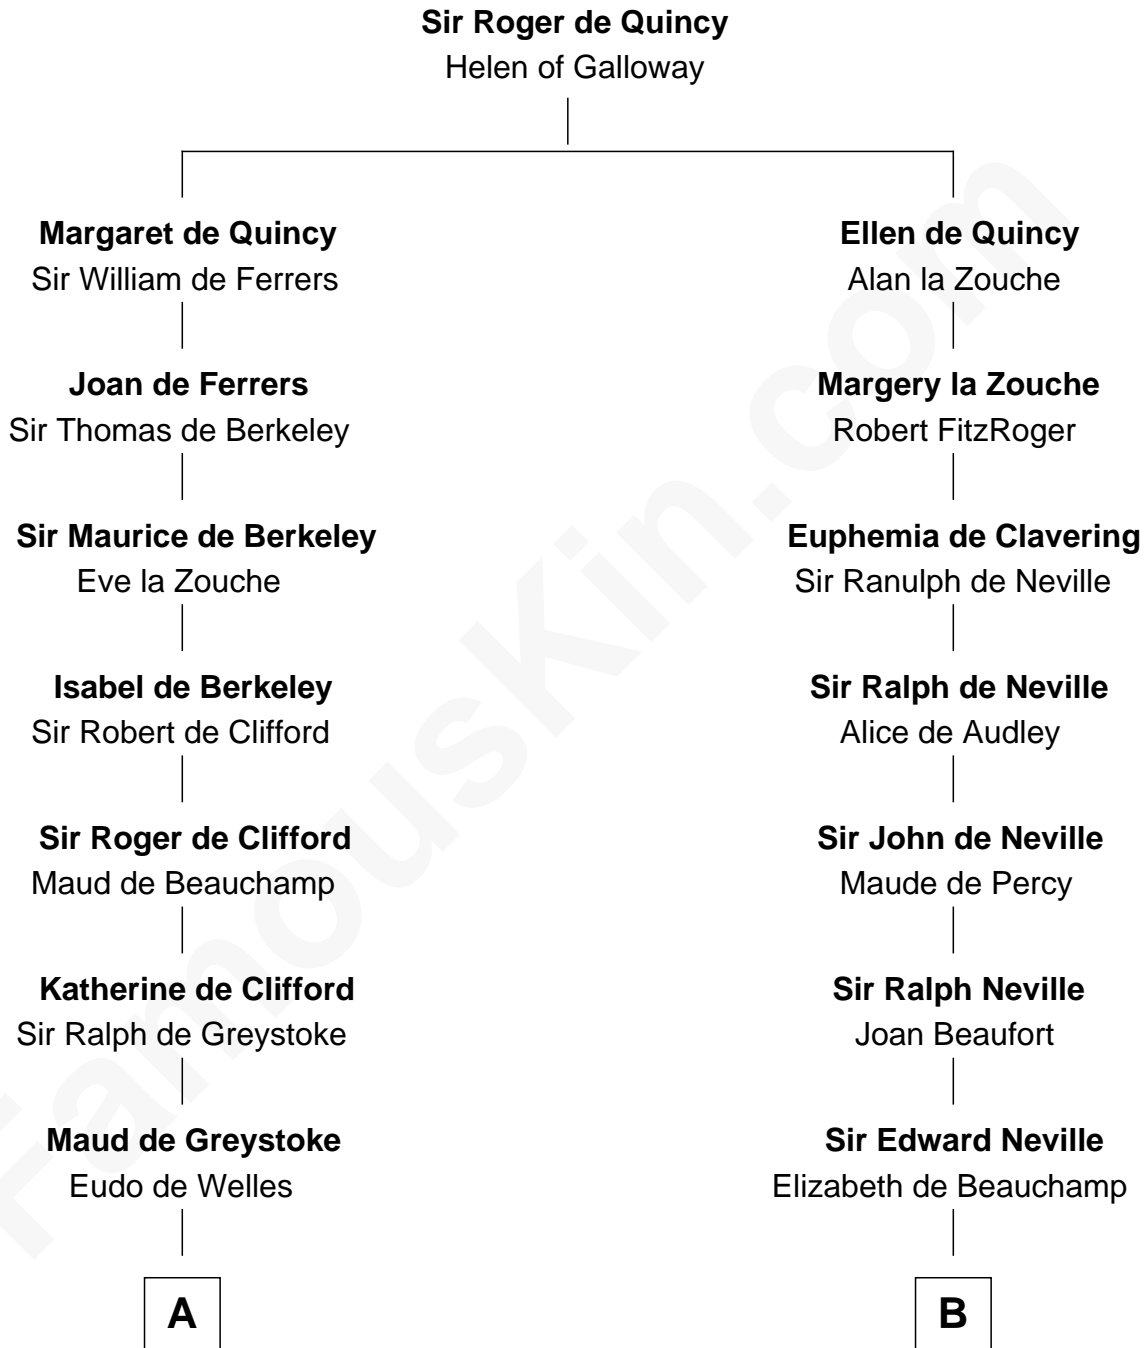 Sir Roger de Quincy
Helen of Galloway
Margaret de Quincy
Sir William de Ferrers
Ellen de Quincy
Alan la Zouche
Joan de Ferrers
Sir Thomas de Berkeley
Margery la Zouche
Robert FitzRoger
Sir Maurice de Berkeley
Eve la Zouche
Euphemia de Clavering
Sir Ranulph de Neville
Isabel de Berkeley
Sir Robert de Clifford
Sir Ralph de Neville
Alice de Audley
Sir Roger de Clifford
Maud de Beauchamp
Sir John de Neville
Maude de Percy
Katherine de Clifford
Sir Ralph de Greystoke
Sir Ralph Neville
Joan Beaufort
Maud de Greystoke
Eudo de Welles
Sir Edward Neville
Elizabeth de Beauchamp
A
B
FamousKin.com